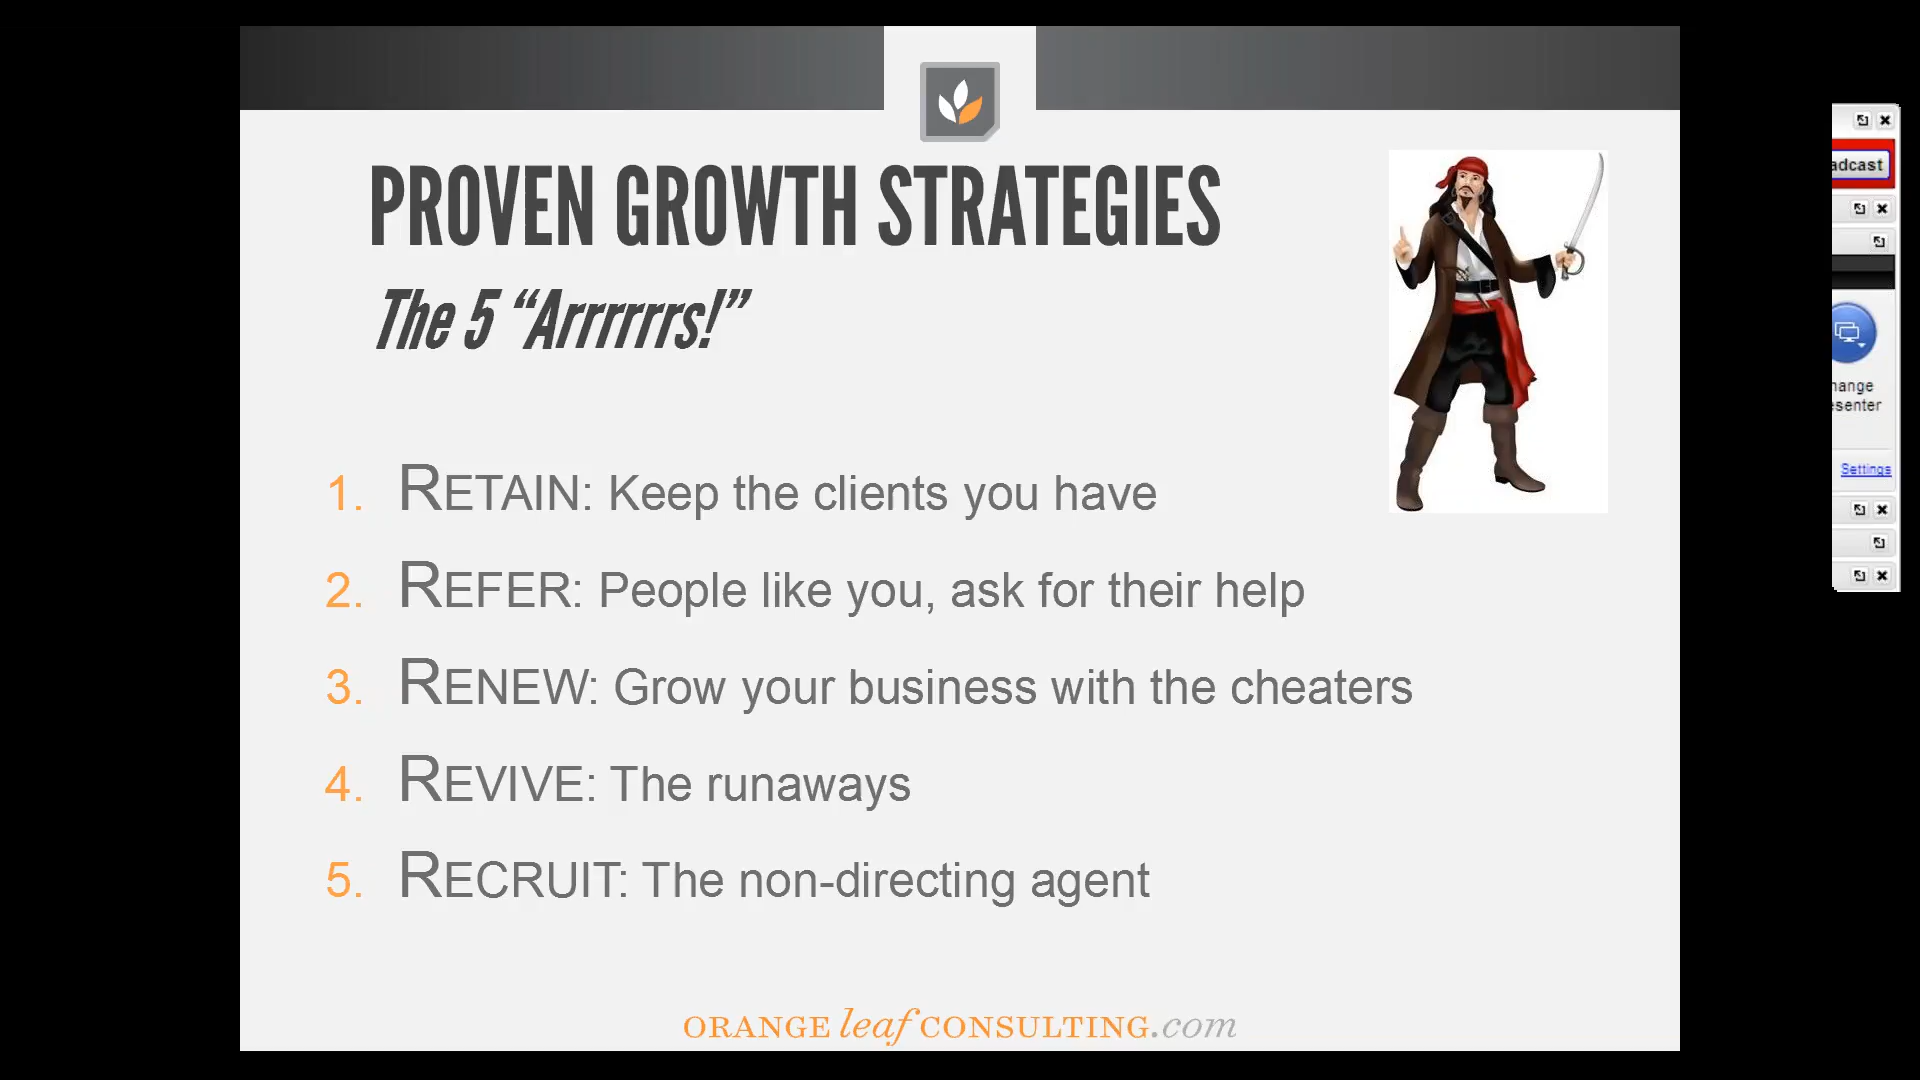 PROVEN GROWTH STRATEGIES
The 5 “Arrrrrrs!”
1. RETAIN: Keep the clients you have
2. REFER: People like you, ask for their help
3. RENEW: Grow your business with the cheaters
4. REVIVE: The runaways
5. RECRUIT: The non-directing agent
ORANGE leaf CONSULTING.com
adcast
hange
esenter
Settings